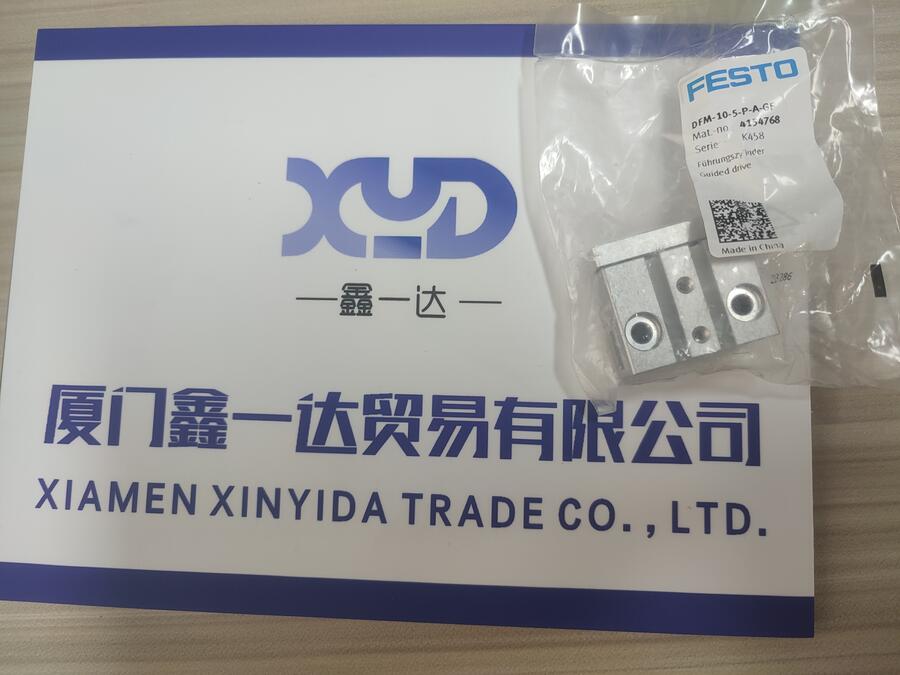 XYD
鑫一达
厦门鑫一达贸易有限公司
XIAMEN XINYIDA TRADE CO.,LTD.
FESTO
DFM-10-5-P-A-GF
Mat.-no 4154768
Serie K458
Führungszylinder
Guided drive
Made in China